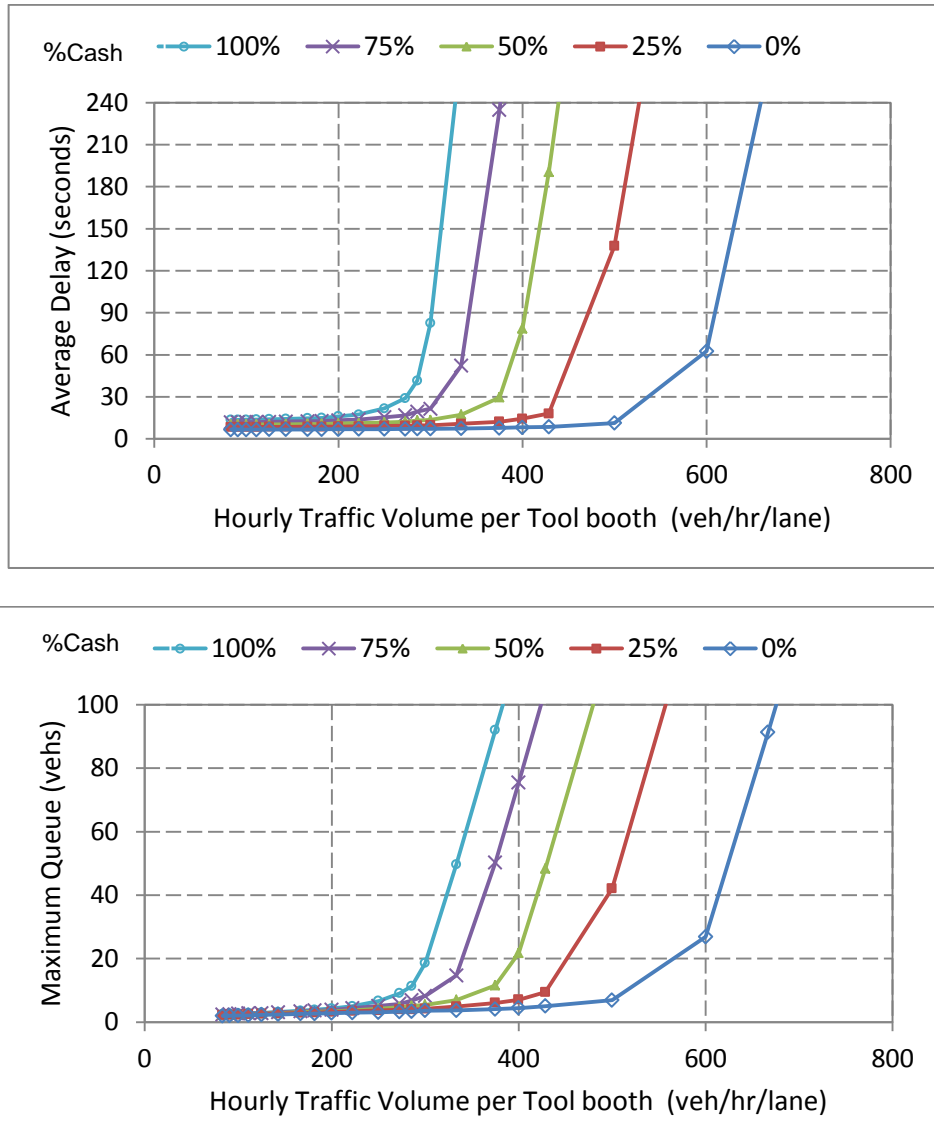 %Cash 100% 75% 50% 25% 0%
240
210
180
150
120
90
60
30
0
Average Delay (seconds)
0 200 400 600 800
Hourly Traffic Volume per Tool booth (veh/hr/lane)
%Cash 100% 75% 50% 25% 0%
100
80
60
40
20
0
Maximum Queue (vehs)
0 200 400 600 800
Hourly Traffic Volume per Tool booth (veh/hr/lane)